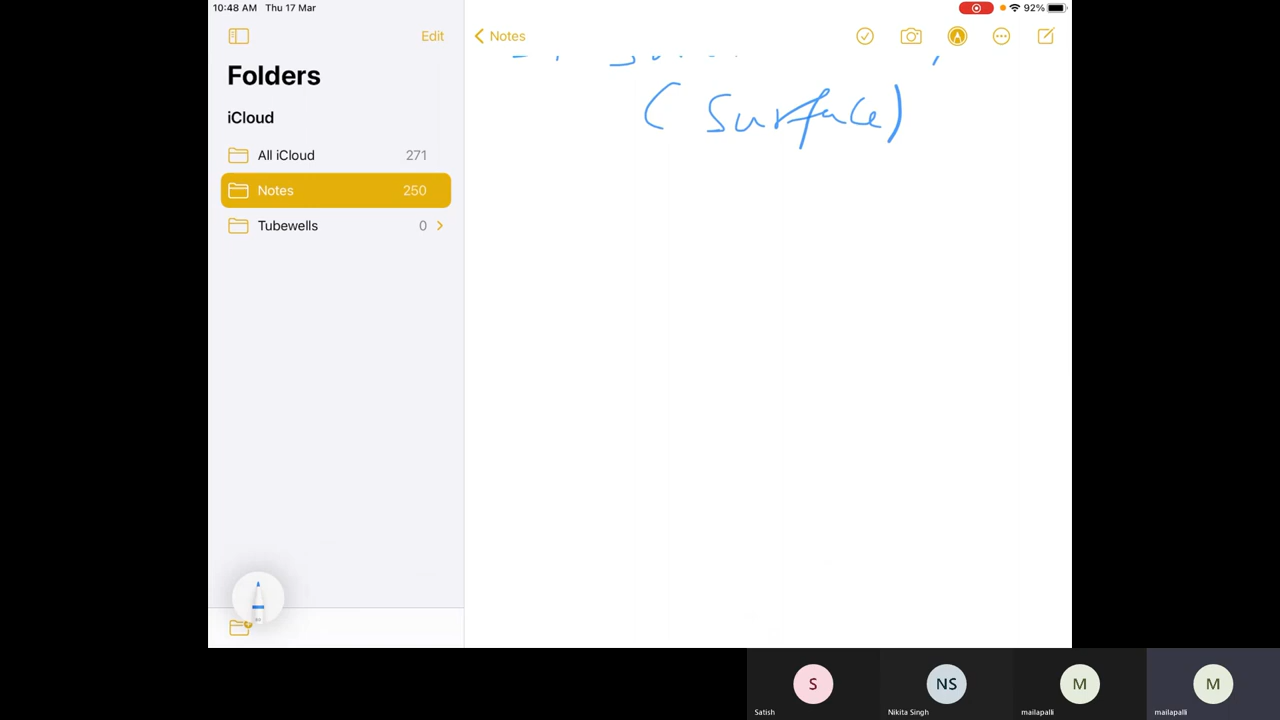 10:48 AM Thu 17 Mar
92%
Edit
Notes
Folders
iCloud
All iCloud 271
Notes 250
Tubewells 0
(Surface)
S
NS
M
M
Satish
Nikita Singh
mailapalli
mailapalli